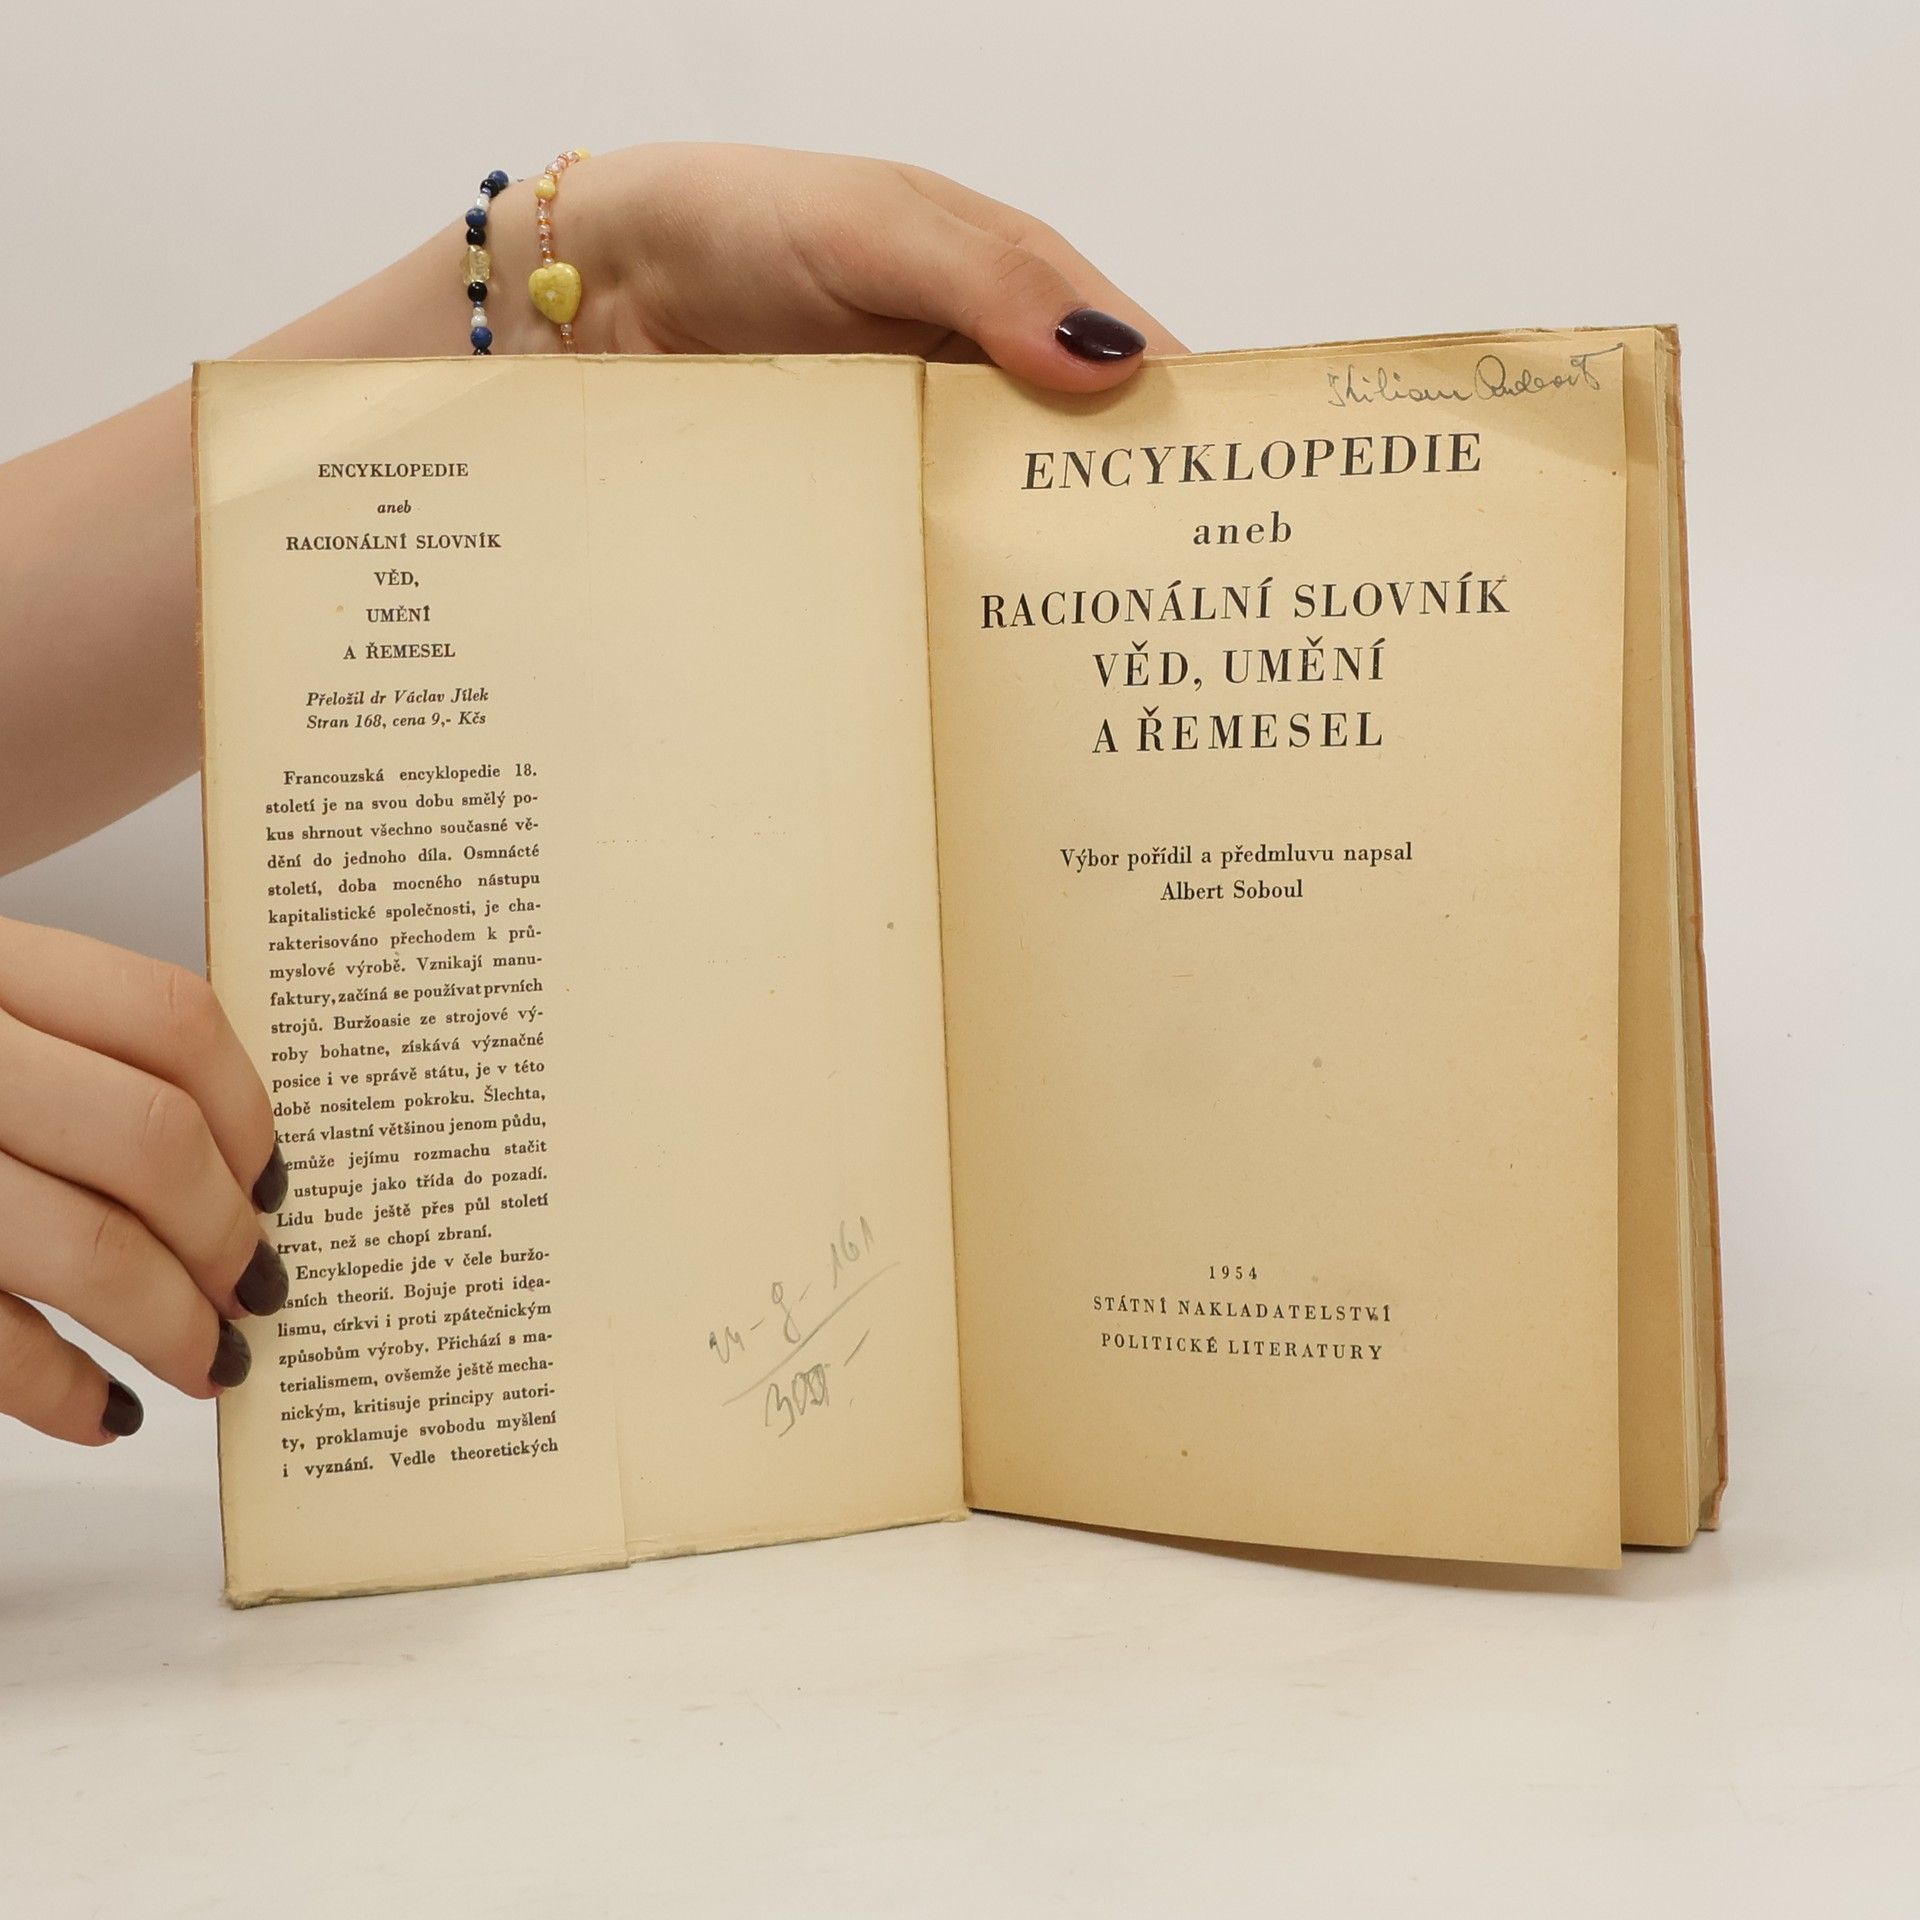 ENCYKLOPEDIE
aneb
RACIONÁLNÍ SLOVNÍK
VĚD,
UMĚNÍ
A ŘEMESEL
Přeložil dr Václav Jílek
Stran 168, cena 9,- Kčs
Francouzská encyklopedie 18.
století je na svou dobu smělý po-
kus shrnout všechno současné vě-
dění do jednoho díla. Osmnácté
století, doba mocného nástupu
kapitalistické společnosti, je cha-
rakterisováno přechodem k prů-
myslové výrobě. Vznikají manu-
faktury, začíná se používat prvních
strojů. Buržoasie ze strojové vý-
roby bohatne, získává význačné
posice i ve správě státu, je v této
době nositelem pokroku. Šlechta,
která vlastní většinou jenom půdu,
emůže jejímu rozmachu stačit
ustupuje jako třída do pozadí.
Lidu bude ještě přes půl století
trvat, než se chopí zbraní.
Encyklopedie jde v čele buržo-
asních theorií. Bojuje proti idea-
lismu, církvi i proti zpátečnickým
způsobům výroby. Přichází s ma-
terialismem, ovšemže ještě mecha-
nickým, kritisuje principy autori-
ty, proklamuje svobodu myšlení
i vyznání. Vedle theoretických
8- 161
Kilian
ENCYKLOPEDIE
aneb
RACIONÁLNÍ SLOVNÍK
VĚD, UMĚNÍ
A ŘEMESEL
Výbor pořídil a předmluvu napsal
Albert Soboul
1954
STÁTNÍ NAKLADATELSTVÍ
POLITICKÉ LITERATURY